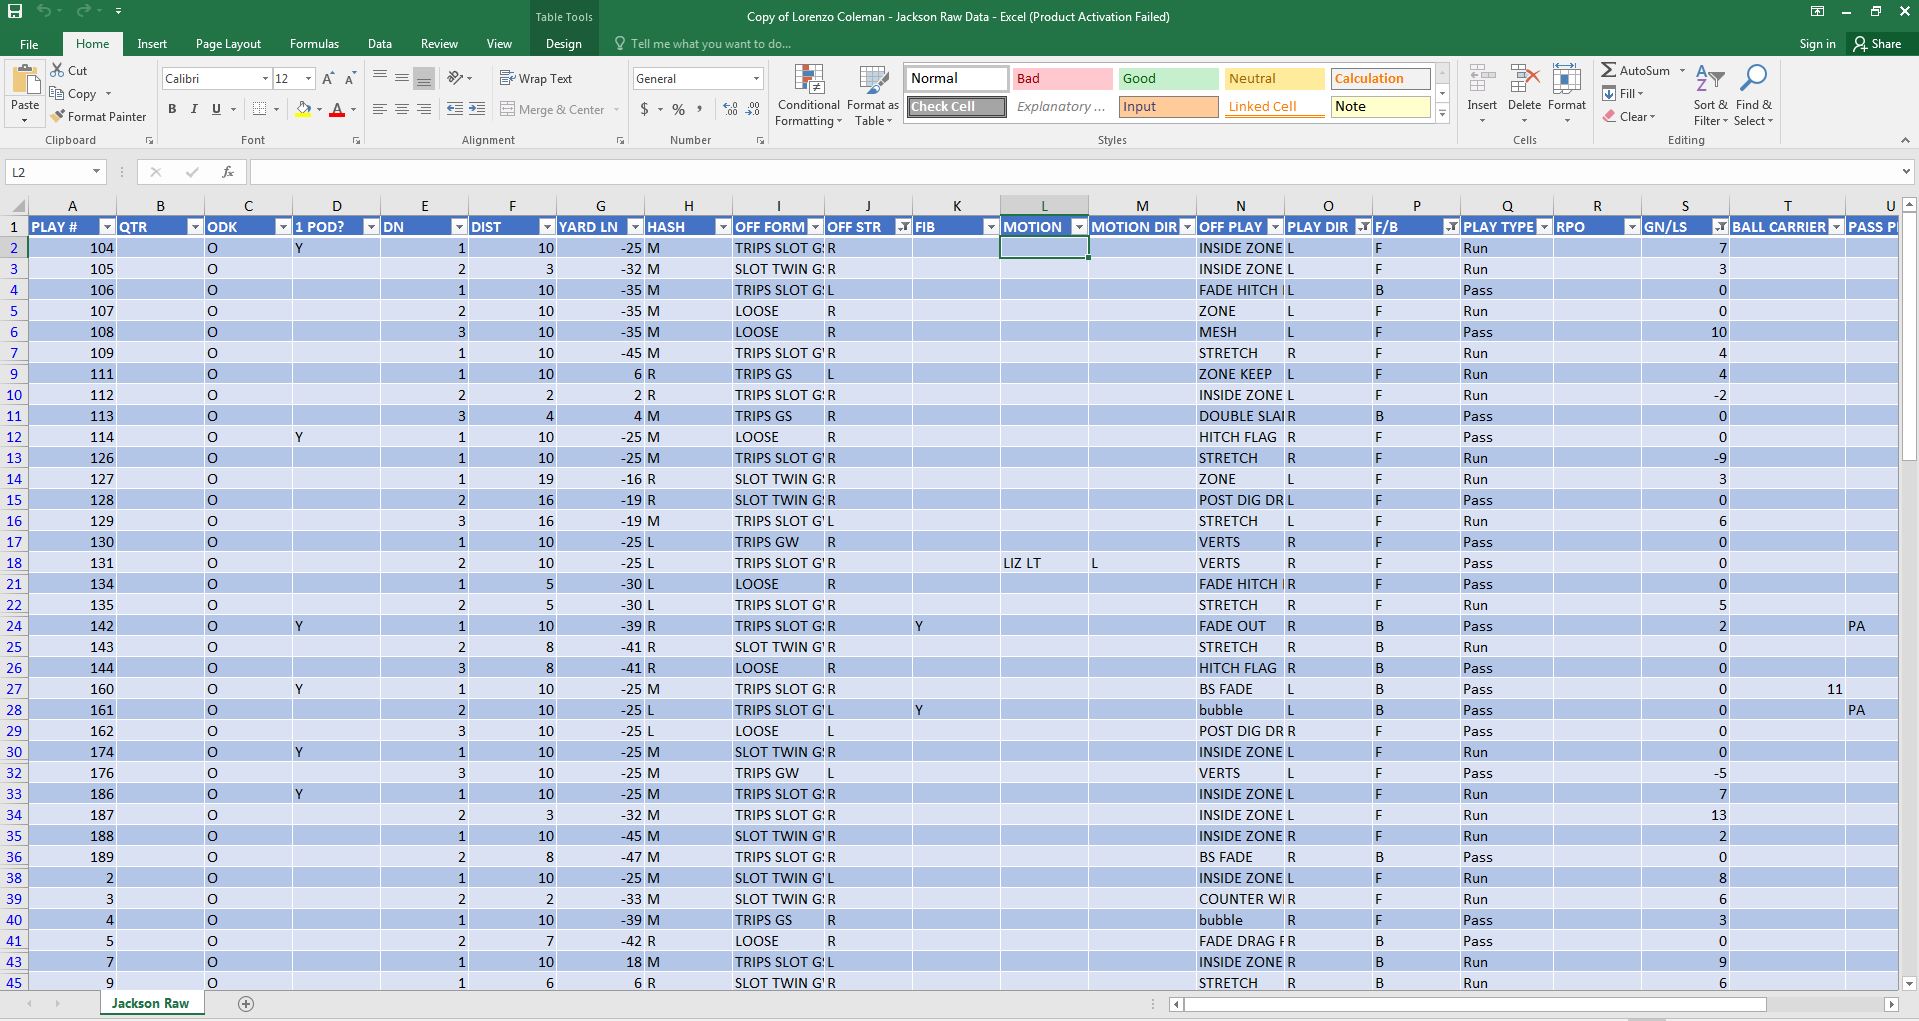 Table Tools
Copy of Lorenzo Coleman - Jackson Raw Data - Excel (Product Activation Failed)
File Home Insert Page Layout Formulas Data Review View Design Tell me what you want to do... Sign in Share
Cut
Copy
Format Painter
Paste
Clipboard
Calibri 12
B I U
Font
Wrap Text
Merge & Center
Alignment
General
$ % ,
Number
Conditional Formatting
Format as Table
Normal Bad Good Neutral Calculation
Check Cell Explanatory ... Input Linked Cell Note
Styles
Insert Delete Format
Cells
AutoSum
Fill
Clear
Sort & Filter
Find & Select
Editing
L2 fx
A B C D E F G H I J K L M N O P Q R S T U
1 PLAY # QTR ODK 1 POD? DN DIST YARD LN HASH OFF FORM OFF STR FIB MOTION MOTION DIR OFF PLAY PLAY DIR F/B PLAY TYPE RPO GN/LS BALL CARRIER PASS P
2 104 O Y 1 10 -25 M TRIPS SLOT G R INSIDE ZONE L F Run 7
3 105 O 2 3 -32 M SLOT TWIN G R INSIDE ZONE L F Run 3
4 106 O 1 10 -35 M TRIPS SLOT G L FADE HITCH L B Pass 0
5 107 O 2 10 -35 M LOOSE R ZONE L F Run 0
6 108 O 3 10 -35 M LOOSE R MESH L F Pass 10
7 109 O 1 10 -45 M TRIPS SLOT G R STRETCH R F Run 4
9 111 O 1 10 6 R TRIPS GS L ZONE KEEP L F Run 4
10 112 O 2 2 2 R TRIPS SLOT G R INSIDE ZONE L F Run -2
11 113 O 3 4 4 M TRIPS GS R DOUBLE SLA R B Pass 0
12 114 O Y 1 10 -25 M LOOSE R HITCH FLAG R F Pass 0
13 126 O 1 10 -25 M TRIPS SLOT G R STRETCH R F Run -9
14 127 O 1 19 -16 R SLOT TWIN G R ZONE L F Run 3
15 128 O 2 16 -19 R SLOT TWIN G R POST DIG DR L F Pass 0
16 129 O 3 16 -19 M TRIPS SLOT G L STRETCH L F Run 6
17 130 O 1 10 -25 L TRIPS GW R VERTS R F Pass 0
18 131 O 2 10 -25 L TRIPS SLOT G R LIZ LT L VERTS R F Pass 0
21 134 O 1 5 -30 L LOOSE R FADE HITCH R F Pass 0
22 135 O 2 5 -30 L TRIPS SLOT G R STRETCH R F Run 5
24 142 O Y 1 10 -39 R TRIPS SLOT G R Y FADE OUT R B Pass 2 PA
25 143 O 2 8 -41 R SLOT TWIN G R STRETCH R B Run 0
26 144 O 3 8 -41 R LOOSE R HITCH FLAG R B Pass 0
27 160 O Y 1 10 -25 M TRIPS SLOT G R BS FADE L B Pass 0 11
28 161 O 2 10 -25 L TRIPS SLOT G L Y bubble L B Pass 0 PA
29 162 O 3 10 -25 L LOOSE L POST DIG DR R F Pass 0
30 174 O Y 1 10 -25 M SLOT TWIN G R INSIDE ZONE L F Run 0
32 176 O 3 10 -25 M TRIPS GW L VERTS L F Pass -5
33 186 O Y 1 10 -25 M TRIPS SLOT G R INSIDE ZONE L F Run 7
34 187 O 2 3 -32 M TRIPS SLOT G R INSIDE ZONE L F Run 13
35 188 O 1 10 -45 M SLOT TWIN G R INSIDE ZONE R F Run 2
36 189 O 2 8 -47 M TRIPS SLOT G R BS FADE R B Pass 0
38 2 O 1 10 -25 M SLOT TWIN G L INSIDE ZONE L F Run 8
39 3 O 2 2 -33 M SLOT TWIN G R COUNTER W R F Run 6
40 4 O 1 10 -39 M TRIPS GS R bubble R F Pass 3
41 5 O 2 7 -42 R LOOSE R FADE DRAG R B Pass 0
43 7 O 1 10 18 M TRIPS SLOT G L INSIDE ZONE R B Run 9
45 9 O 1 6 6 R SLOT TWIN G R STRETCH R B Run 6
Jackson Raw